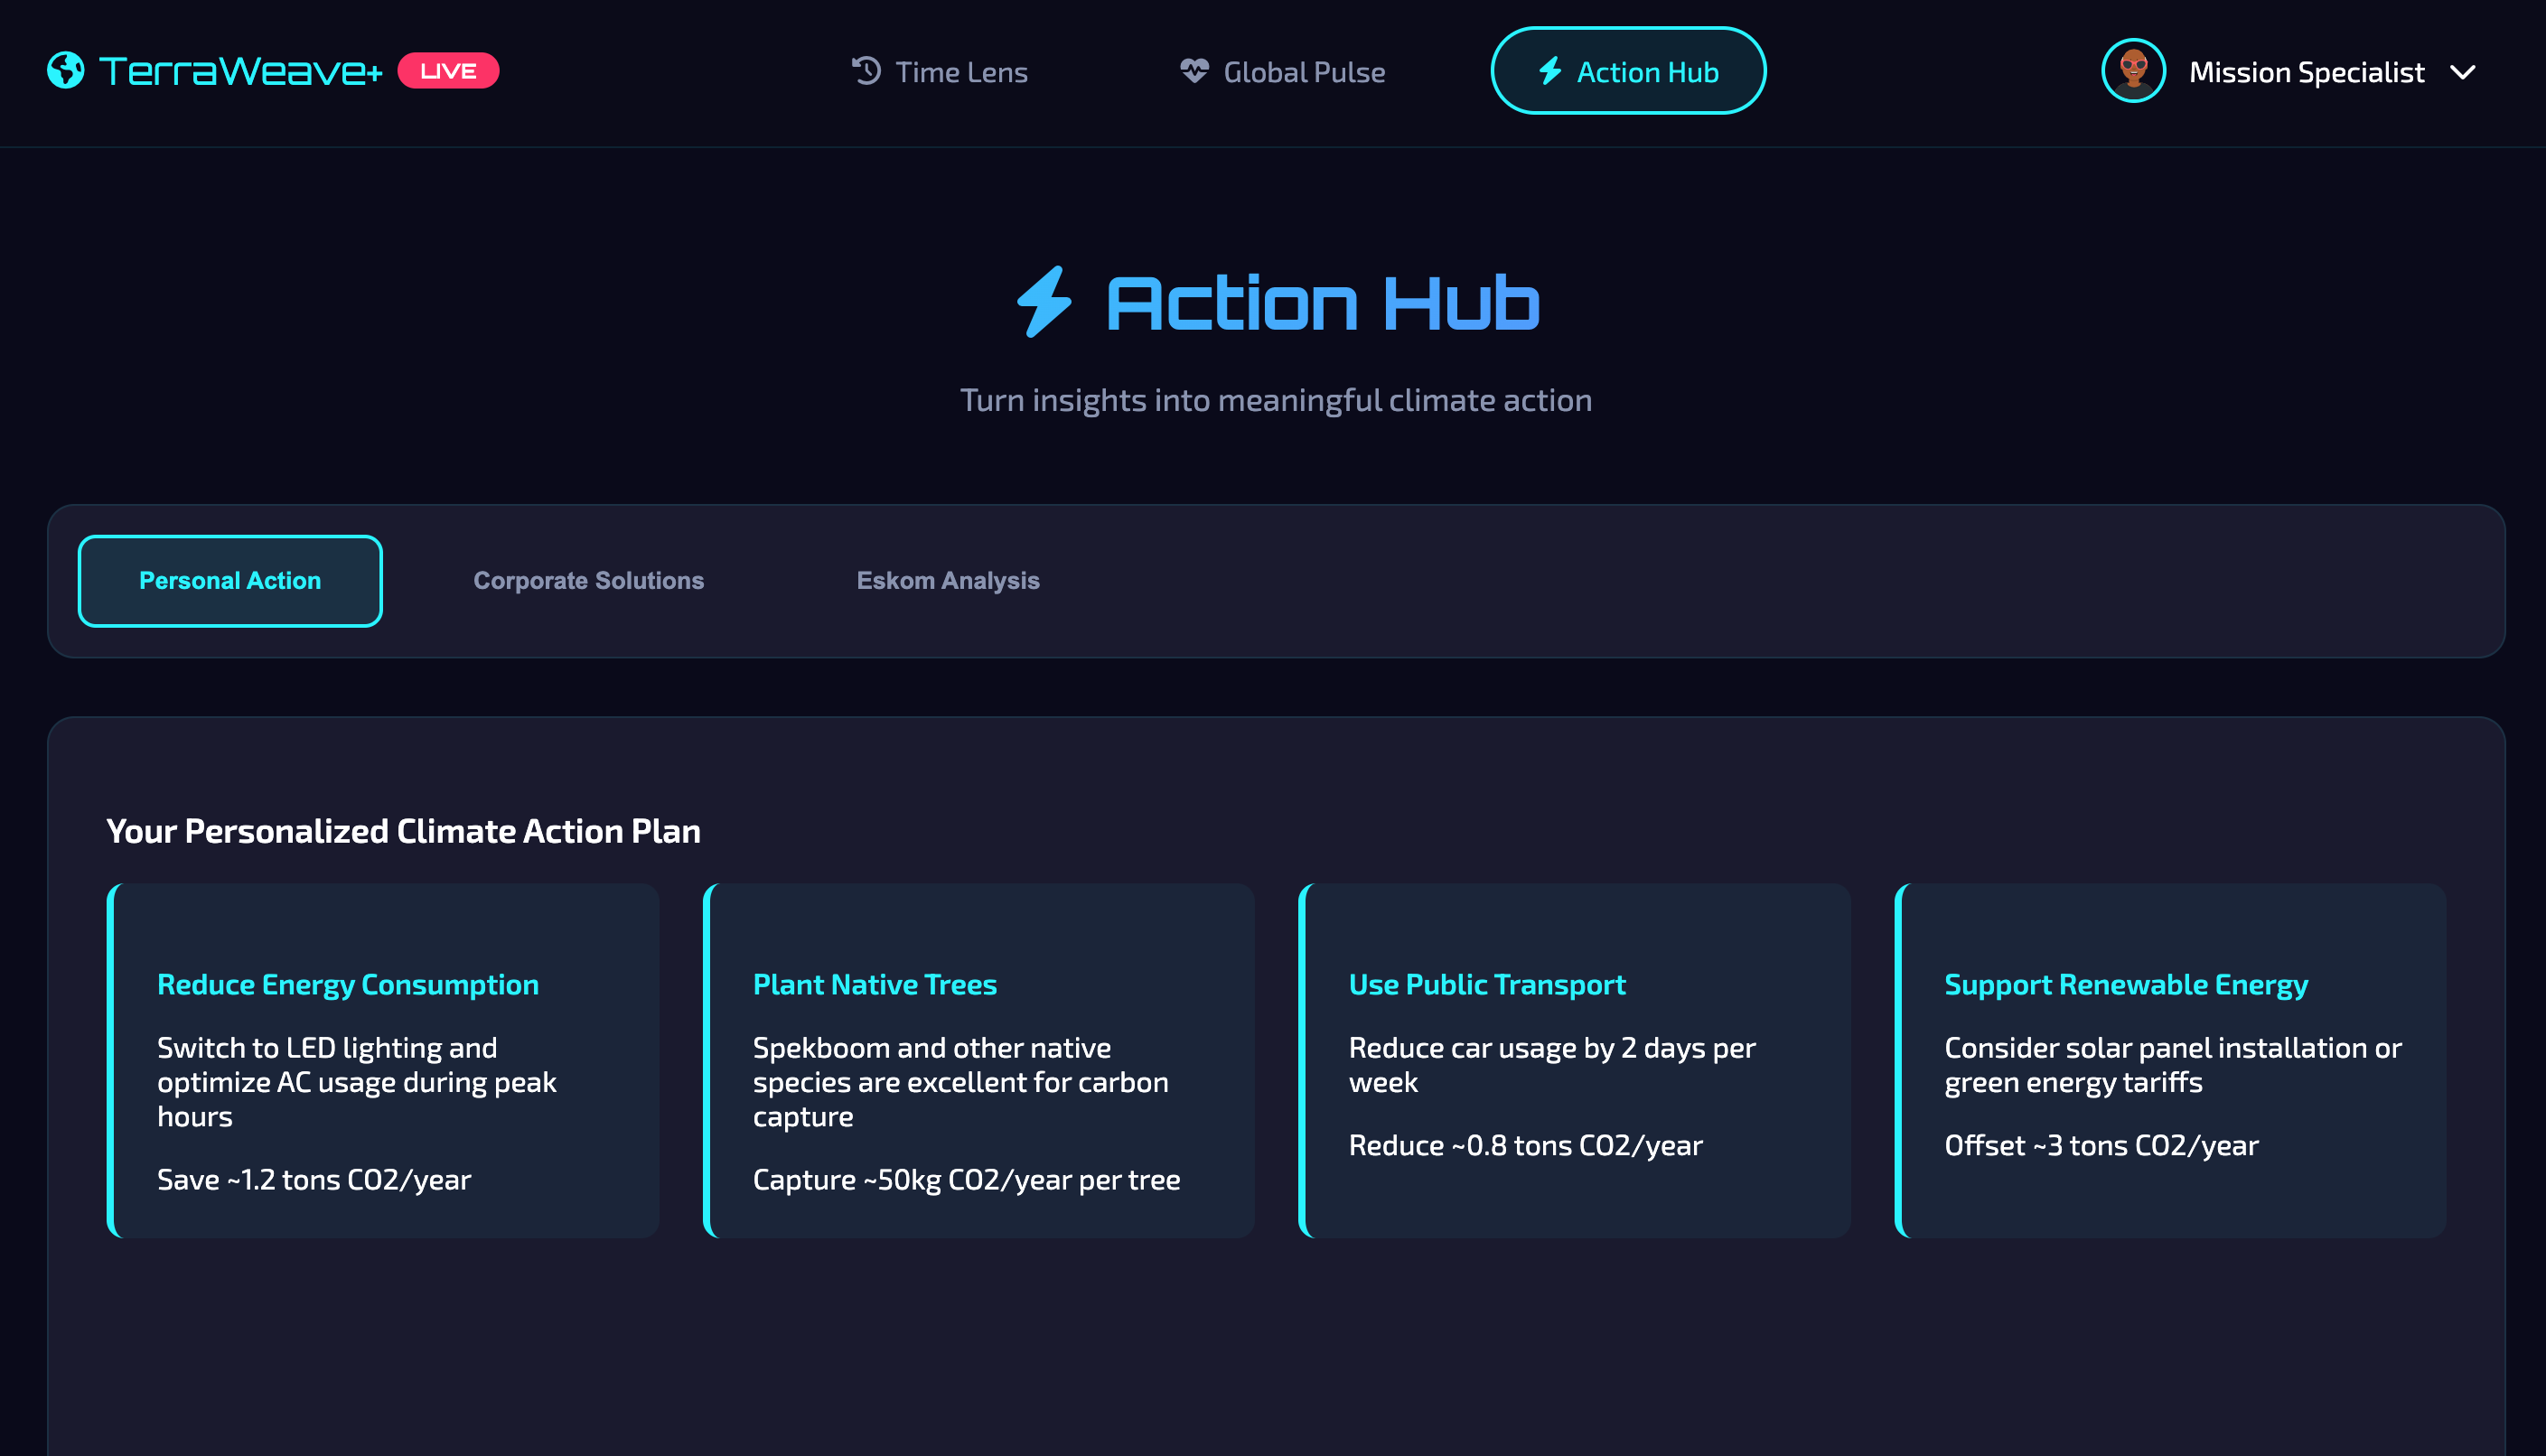 TerraWeave+ LIVE
Time Lens
Global Pulse
Action Hub
Mission Specialist
Action Hub
Turn insights into meaningful climate action
Personal Action
Corporate Solutions
Eskom Analysis
Your Personalized Climate Action Plan
Reduce Energy Consumption
Switch to LED lighting and
optimize AC usage during peak
hours
Save ~1.2 tons CO2/year
Plant Native Trees
Spekboom and other native
species are excellent for carbon
capture
Capture ~50kg CO2/year per tree
Use Public Transport
Reduce car usage by 2 days per
week
Reduce ~0.8 tons CO2/year
Support Renewable Energy
Consider solar panel installation or
green energy tariffs
Offset ~3 tons CO2/year